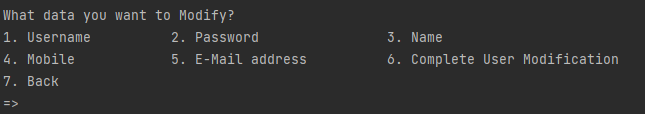 What data you want to Modify?
1. Username 2. Password 3. Name
4. Mobile 5. E-Mail address 6. Complete User Modification
7. Back
=>